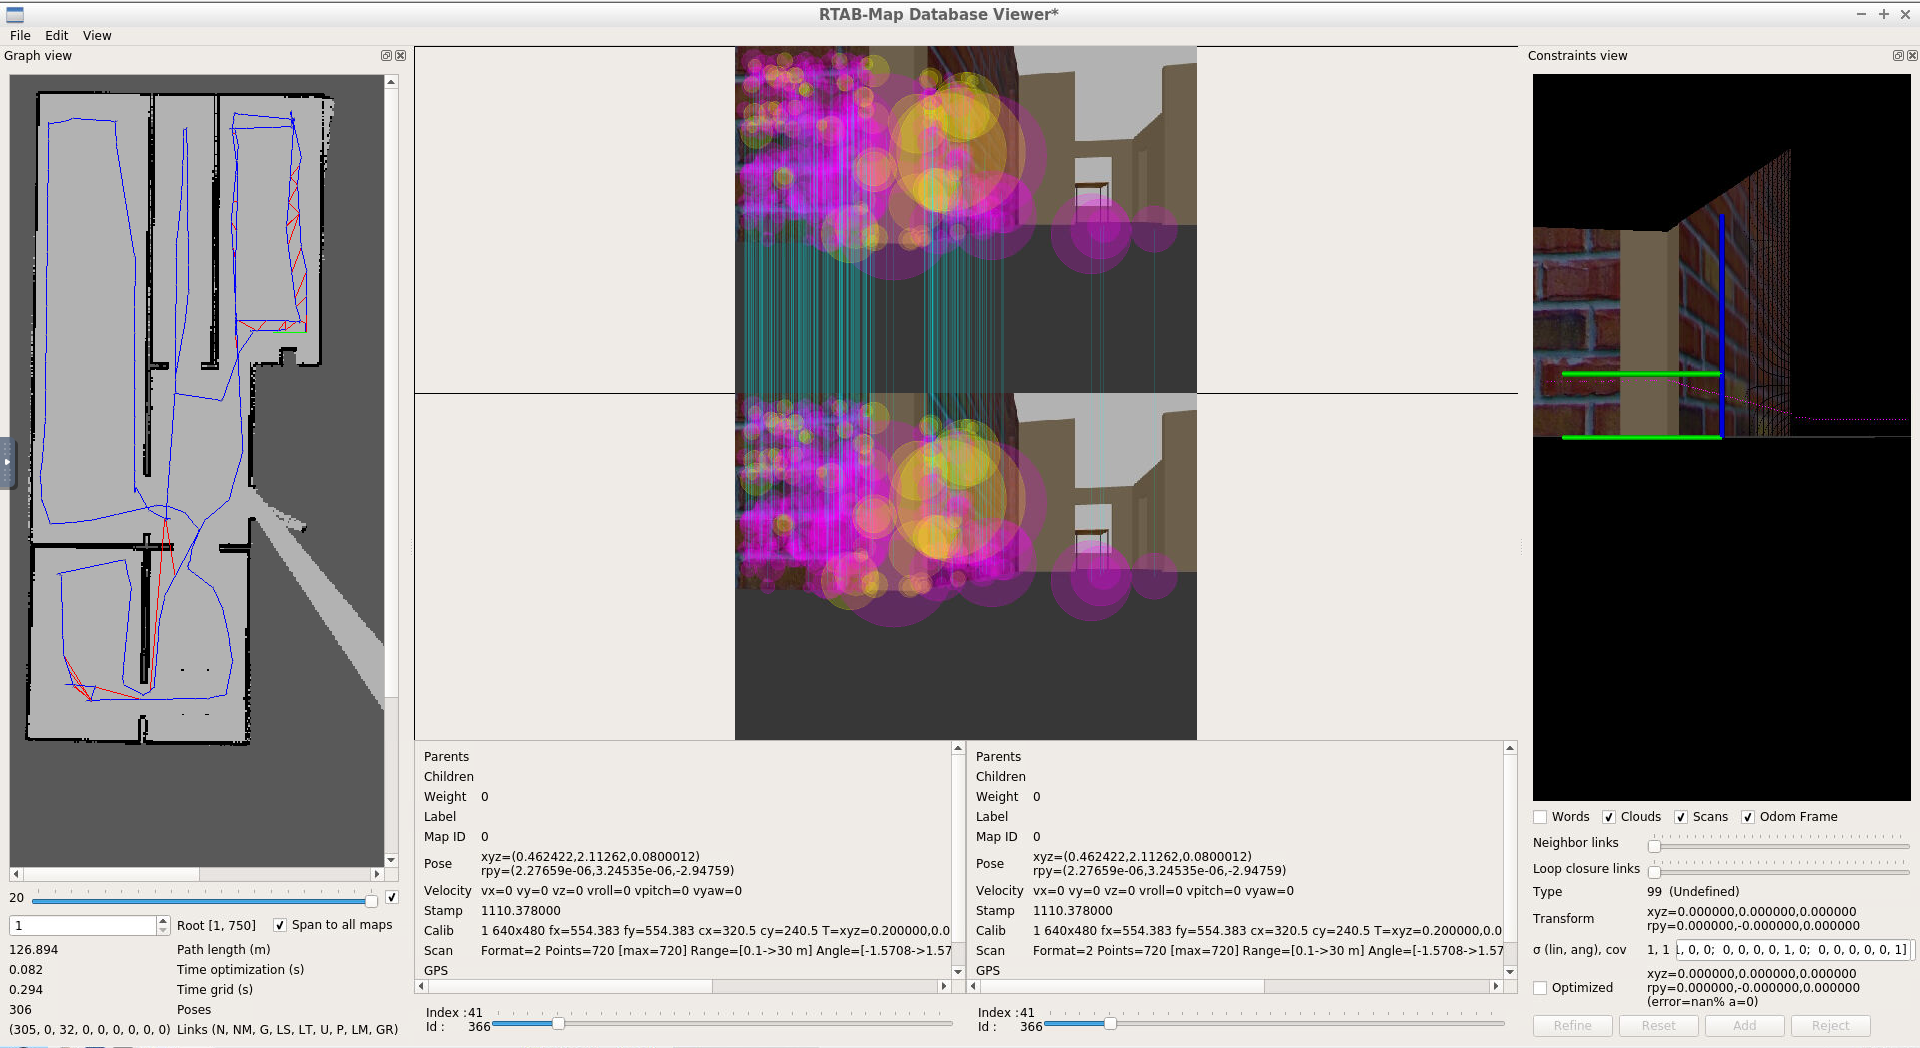 RTAB-Map Database Viewer*
File Edit View
Graph view
Constraints view
20
1 Root [1, 750] Span to all maps
126.894 Path length (m)
0.082 Time optimization (s)
0.294 Time grid (s)
306 Poses
(305, 0, 32, 0, 0, 0, 0, 0, 0) Links (N, NM, G, LS, LT, U, P, LM, GR)
Parents
Children
Weight 0
Label
Map ID 0
Pose xyz=(0.462422,2.11262,0.0800012)
rpy=(2.27659e-06,3.24535e-06,-2.94759)
Velocity vx=0 vy=0 vz=0 vroll=0 vpitch=0 vyaw=0
Stamp 1110.378000
Calib 1 640x480 fx=554.383 fy=554.383 cx=320.5 cy=240.5 T=xyz=0.200000,0.0
Scan Format=2 Points=720 [max=720] Range=[0.1->30 m] Angle=[-1.5708->1.57
GPS
Index : 41
Id : 366
Parents
Children
Weight 0
Label
Map ID 0
Pose xyz=(0.462422,2.11262,0.0800012)
rpy=(2.27659e-06,3.24535e-06,-2.94759)
Velocity vx=0 vy=0 vz=0 vroll=0 vpitch=0 vyaw=0
Stamp 1110.378000
Calib 1 640x480 fx=554.383 fy=554.383 cx=320.5 cy=240.5 T=xyz=0.200000,0.0
Scan Format=2 Points=720 [max=720] Range=[0.1->30 m] Angle=[-1.5708->1.57
GPS
Index : 41
Id : 366
Words Clouds Scans Odom Frame
Neighbor links
Loop closure links
Type 99 (Undefined)
Transform xyz=0.000000,0.000000,0.000000
rpy=0.000000,-0.000000,0.000000
σ (lin, ang), cov 1, 1 , 0, 0; 0, 0, 0, 0, 1, 0; 0, 0, 0, 0, 0, 1]
Optimized xyz=0.000000,0.000000,0.000000
rpy=0.000000,-0.000000,0.000000
(error=nan% a=0)
Refine Reset Add Reject